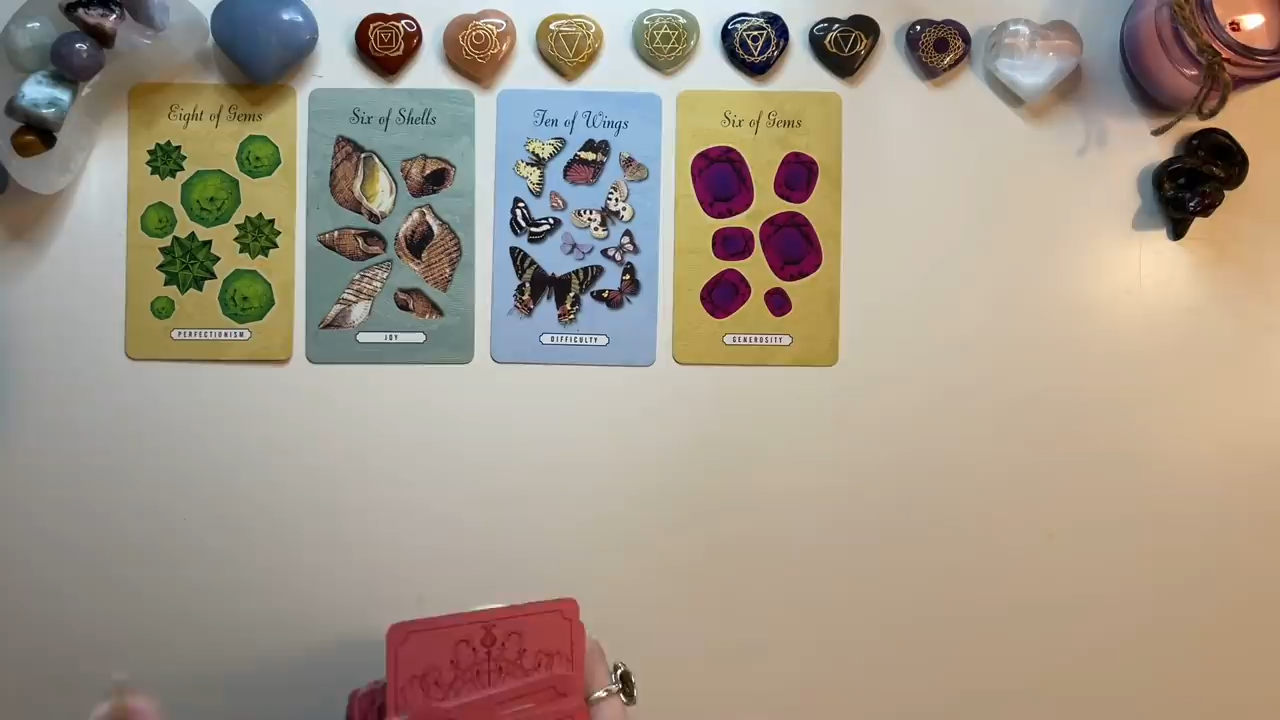 Eight of Gems
PERFECTIONISM
Six of Shells
JOY
Ten of Wings
DIFFICULTY
Six of Gems
GENEROSITY